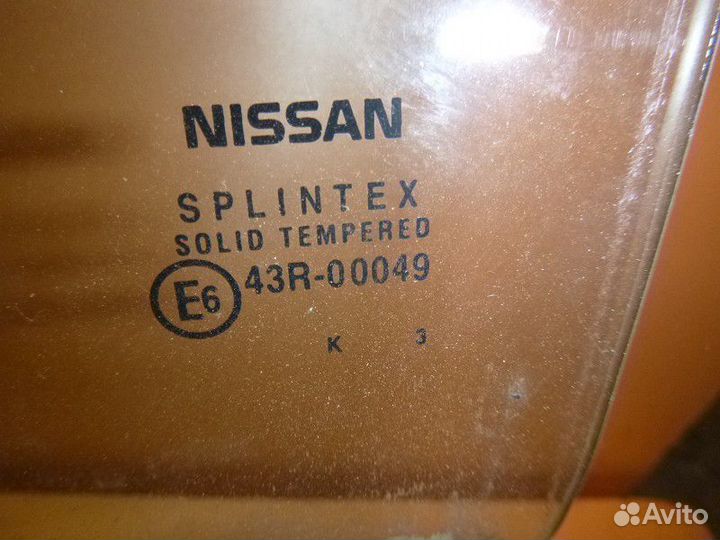 NISSAN
SPLINTEX
SOLID TEMPERED
E6 43R-00049
K 3
Avito